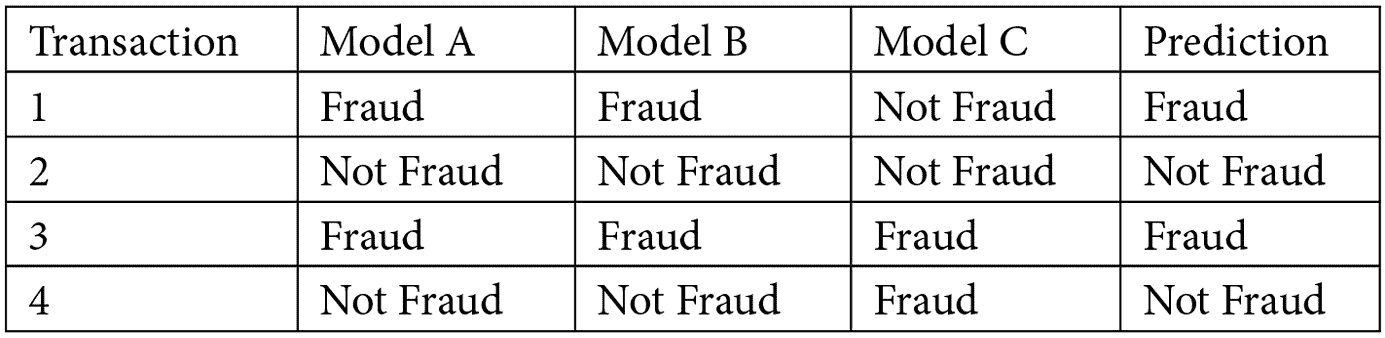 Transaction Model A Model B Model C Prediction
1 Fraud Fraud Not Fraud Fraud
2 Not Fraud Not Fraud Not Fraud Not Fraud
3 Fraud Fraud Fraud Fraud
4 Not Fraud Not Fraud Fraud Not Fraud